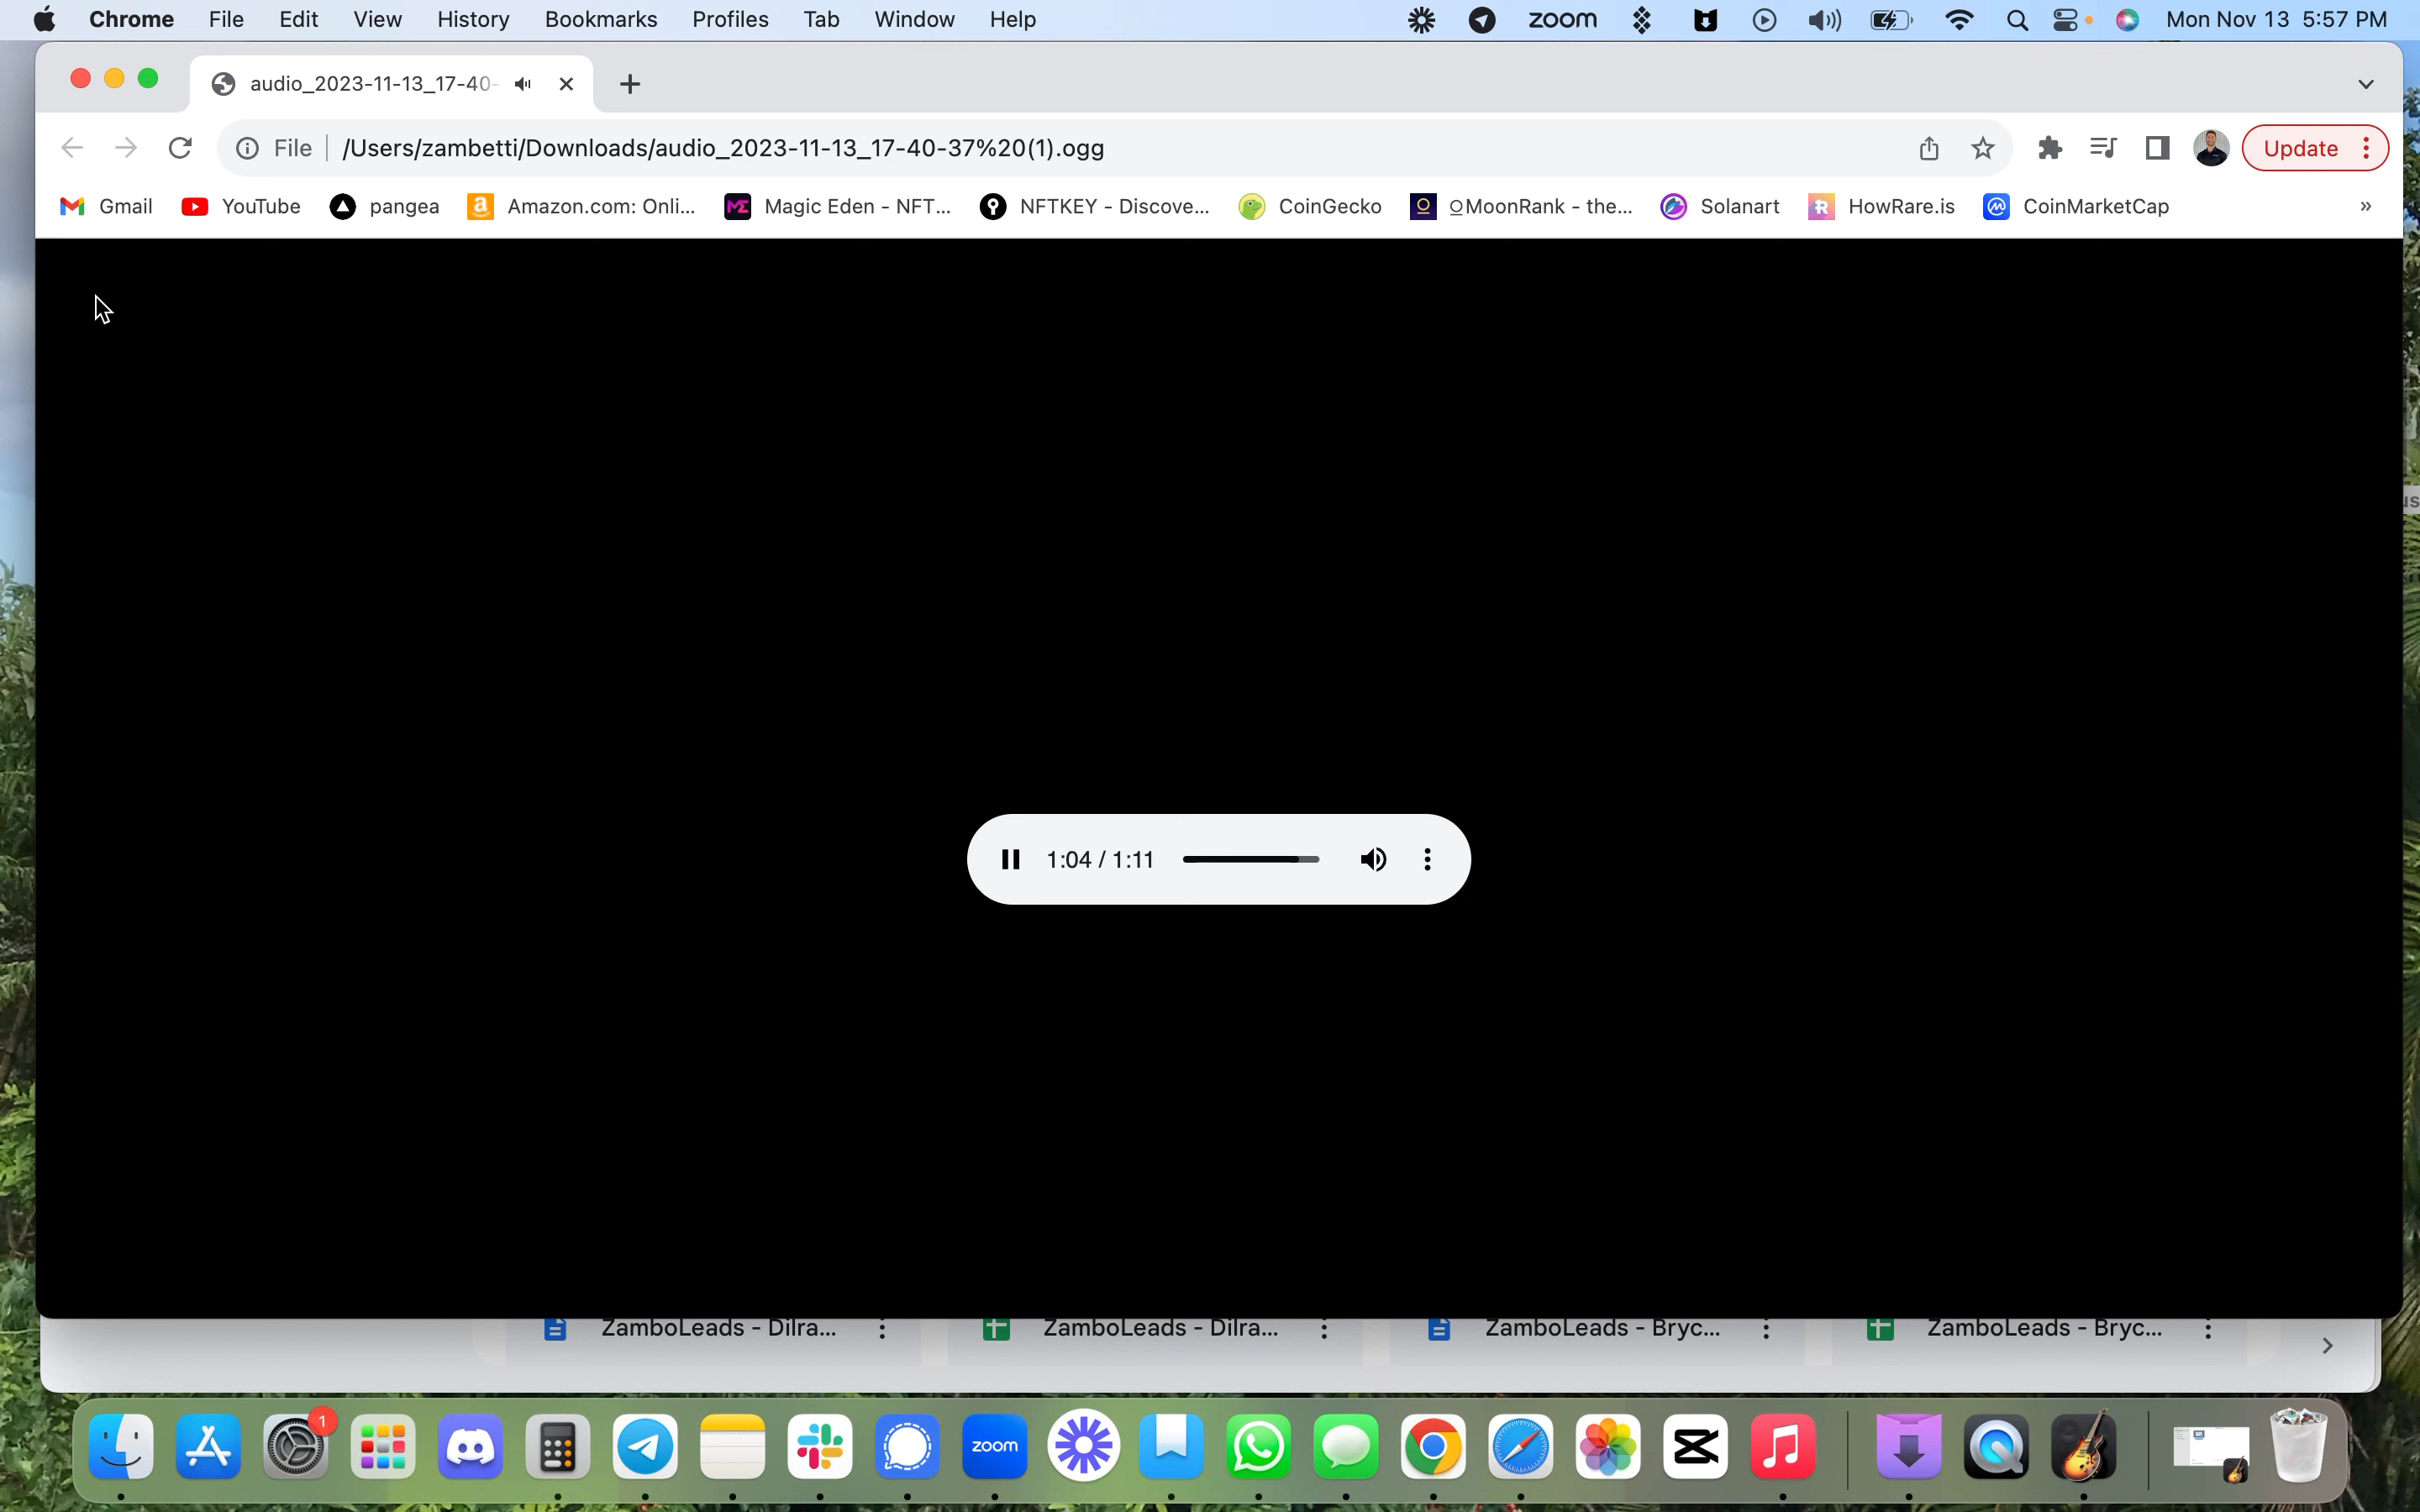 Chrome File Edit View History Bookmarks Profiles Tab Window Help zoom Mon Nov 13 5:57 PM
audio_2023-11-13_17-40-
File /Users/zambetti/Downloads/audio_2023-11-13_17-40-37%20(1).ogg Update
Gmail YouTube pangea Amazon.com: Onli... Magic Eden - NFT... NFTKEY - Discove... CoinGecko MoonRank - the... Solanart HowRare.is CoinMarketCap »
1:04 / 1:11
ZamboLeads - Dilra... ZamboLeads - Dilra... ZamboLeads - Bryc... ZamboLeads - Bryc...
1
zoom